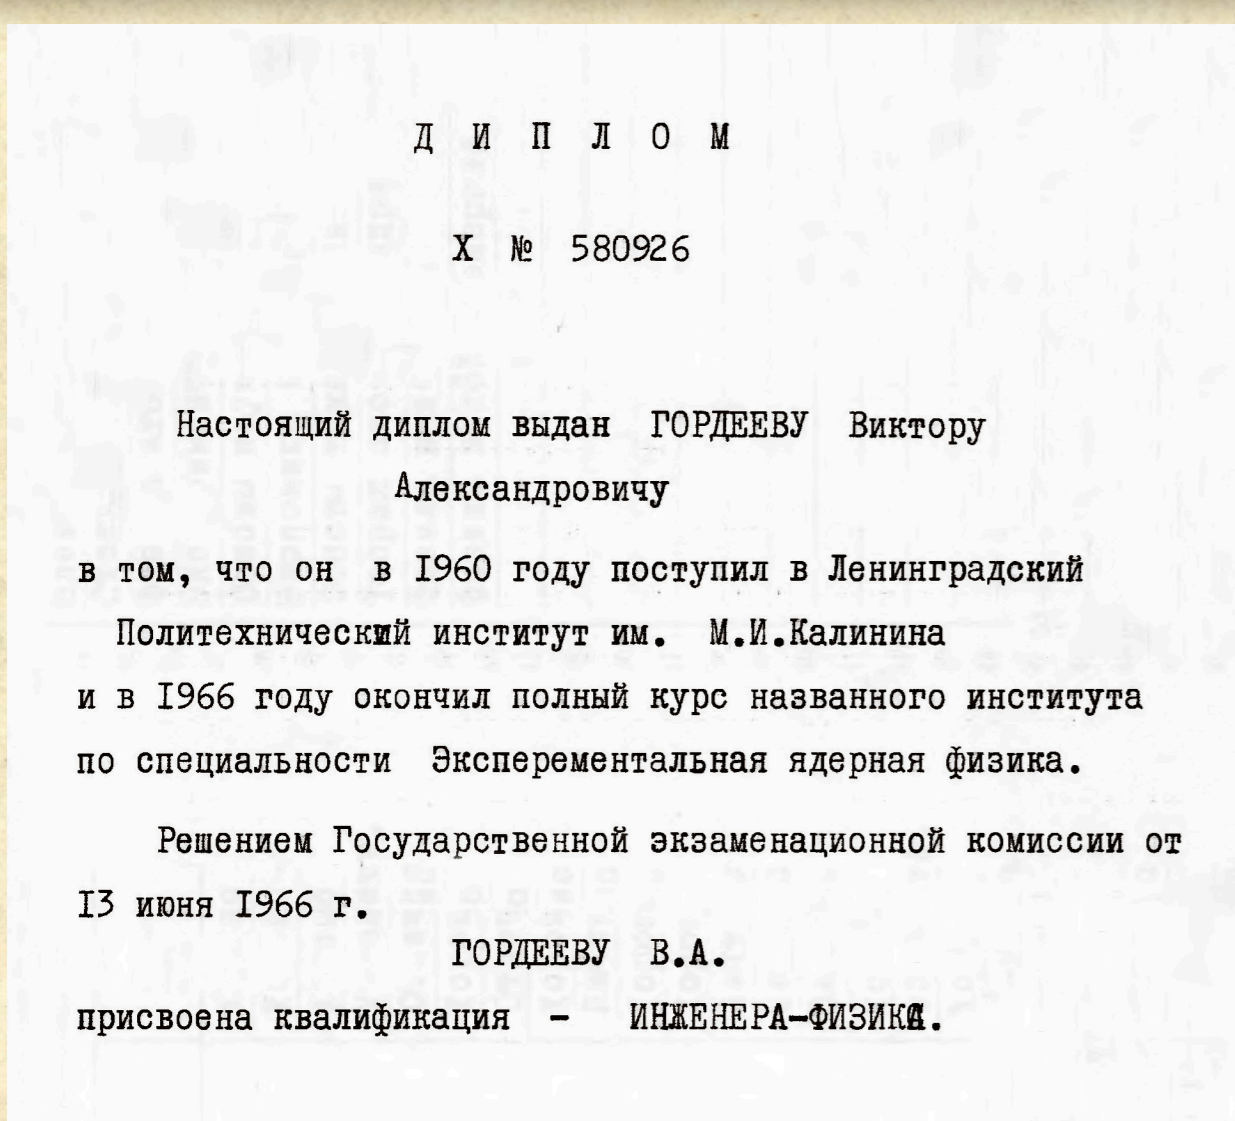 Д И П Л О М
Х № 580926
Настоящий диплом выдан ГОРДЕЕВУ Виктору
Александровичу
в том, что он в 1960 году поступил в Ленинградский
Политехнический институт им. М.И.Калинина
и в 1966 году окончил полный курс названного института
по специальности Эксперементальная ядерная физика.
Решением Государственной экзаменационной комиссии от
13 июня 1966 г.
ГОРДЕЕВУ В.А.
присвоена квалификация - ИНЖЕНЕРА-ФИЗИКА.